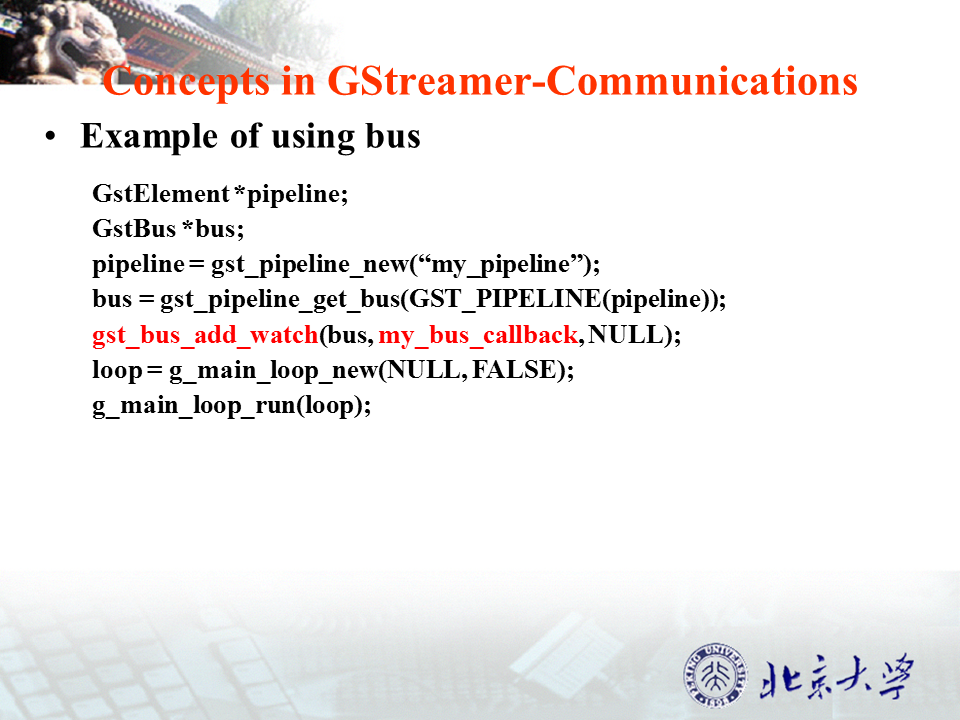 Concepts in GStreamer-Communications
• Example of using bus
GstElement *pipeline;
GstBus *bus;
pipeline = gst_pipeline_new(“my_pipeline”);
bus = gst_pipeline_get_bus(GST_PIPELINE(pipeline));
gst_bus_add_watch(bus, my_bus_callback, NULL);
loop = g_main_loop_new(NULL, FALSE);
g_main_loop_run(loop);
PEKING UNIVERSITY
1898
北京大学